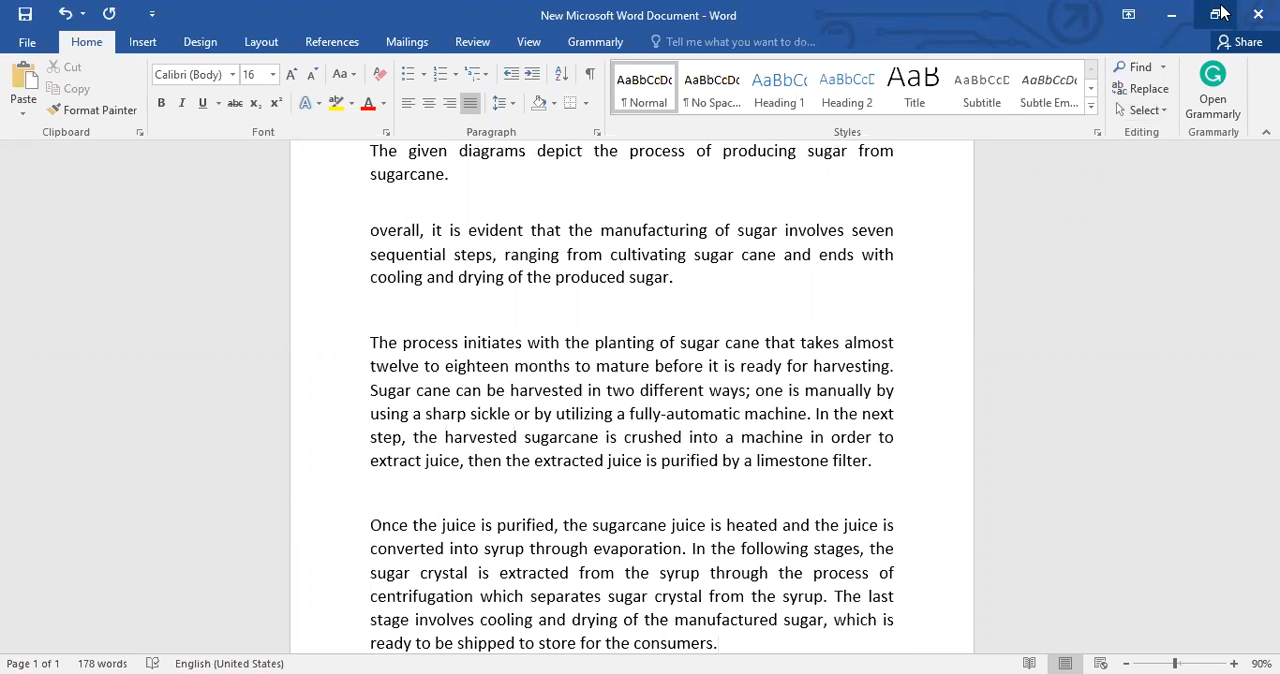 New Microsoft Word Document - Word
File Home Insert Design Layout References Mailings Review View Grammarly Tell me what you want to do... Share
Paste
Cut
Copy
Format Painter
Clipboard
Calibri (Body) 16
Font
Paragraph
AaBbCcDc AaBbCcDc AaBbCc AaBbCcDc AaB AaBbCcD AaBbCcDc
¶ Normal ¶ No Spac... Heading 1 Heading 2 Title Subtitle Subtle Em...
Styles
Find
Replace
Select
Editing
Open
Grammarly
Grammarly
The given diagrams depict the process of producing sugar from
sugarcane.
overall, it is evident that the manufacturing of sugar involves seven
sequential steps, ranging from cultivating sugar cane and ends with
cooling and drying of the produced sugar.
The process initiates with the planting of sugar cane that takes almost
twelve to eighteen months to mature before it is ready for harvesting.
Sugar cane can be harvested in two different ways; one is manually by
using a sharp sickle or by utilizing a fully-automatic machine. In the next
step, the harvested sugarcane is crushed into a machine in order to
extract juice, then the extracted juice is purified by a limestone filter.
Once the juice is purified, the sugarcane juice is heated and the juice is
converted into syrup through evaporation. In the following stages, the
sugar crystal is extracted from the syrup through the process of
centrifugation which separates sugar crystal from the syrup. The last
stage involves cooling and drying of the manufactured sugar, which is
ready to be shipped to store for the consumers.
Page 1 of 1 178 words English (United States) 90%